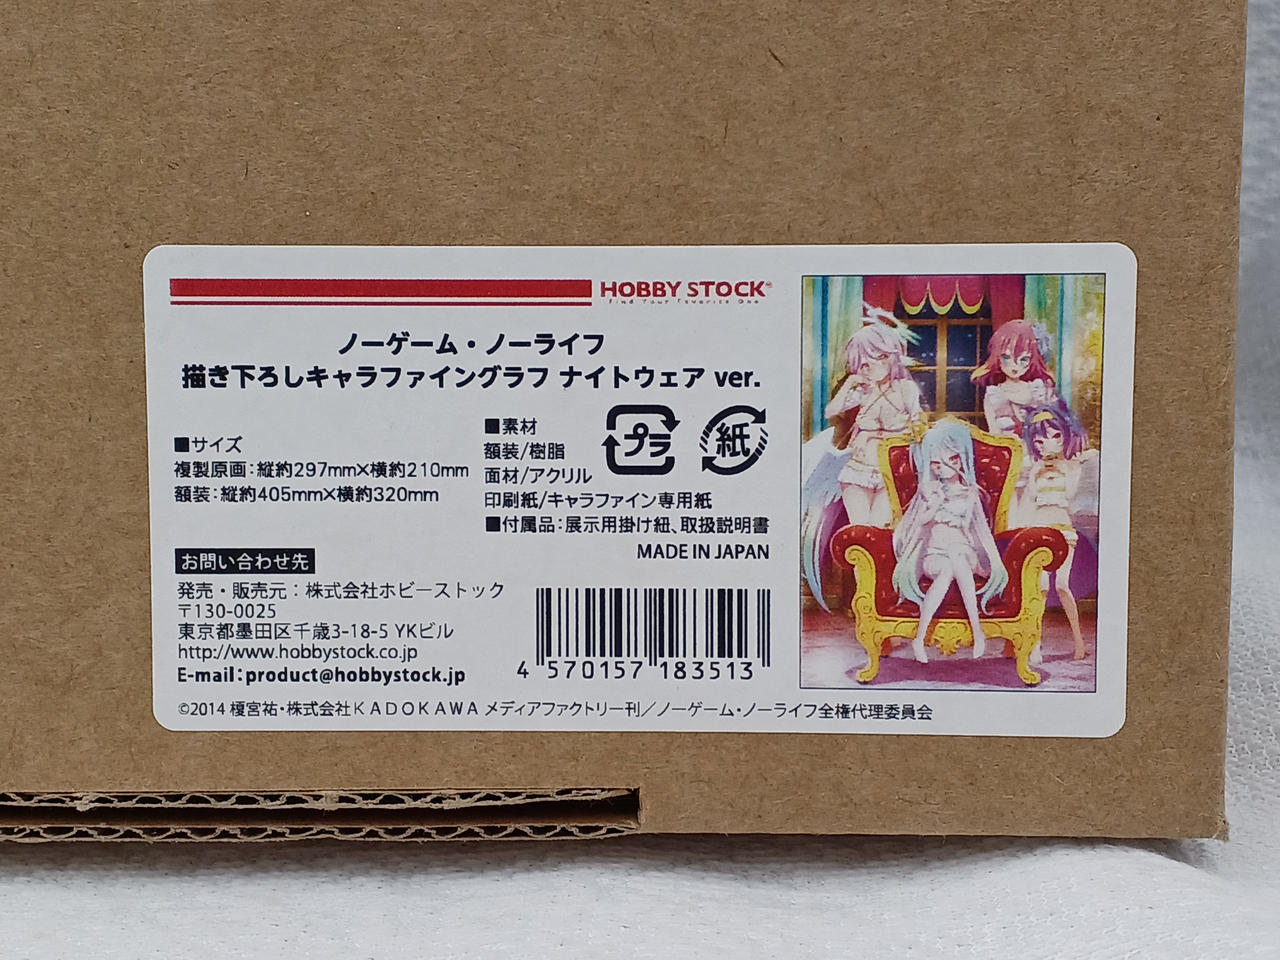 HOBBY STOCK®
Find Your Favorite One
ノーゲーム・ノーライフ
描き下ろしキャラファイングラフ ナイトウェア ver.
■サイズ
複製原画：縦約297mm×横約210mm
額装：縦約405mm×横約320mm
■素材
額装/樹脂
面材/アクリル
印刷紙/キャラファイン専用紙
■付属品：展示用掛け紐、取扱説明書
プラ
紙
MADE IN JAPAN
お問い合わせ先
発売・販売元：株式会社ホビーストック
〒130-0025
東京都墨田区千歳3-18-5 YKビル
http://www.hobbystock.co.jp
E-mail：product@hobbystock.jp
4 570157 183513
©2014 榎宮祐・株式会社ＫＡＤＯＫＡＷＡ メディアファクトリー刊／ノーゲーム・ノーライフ全権代理委員会